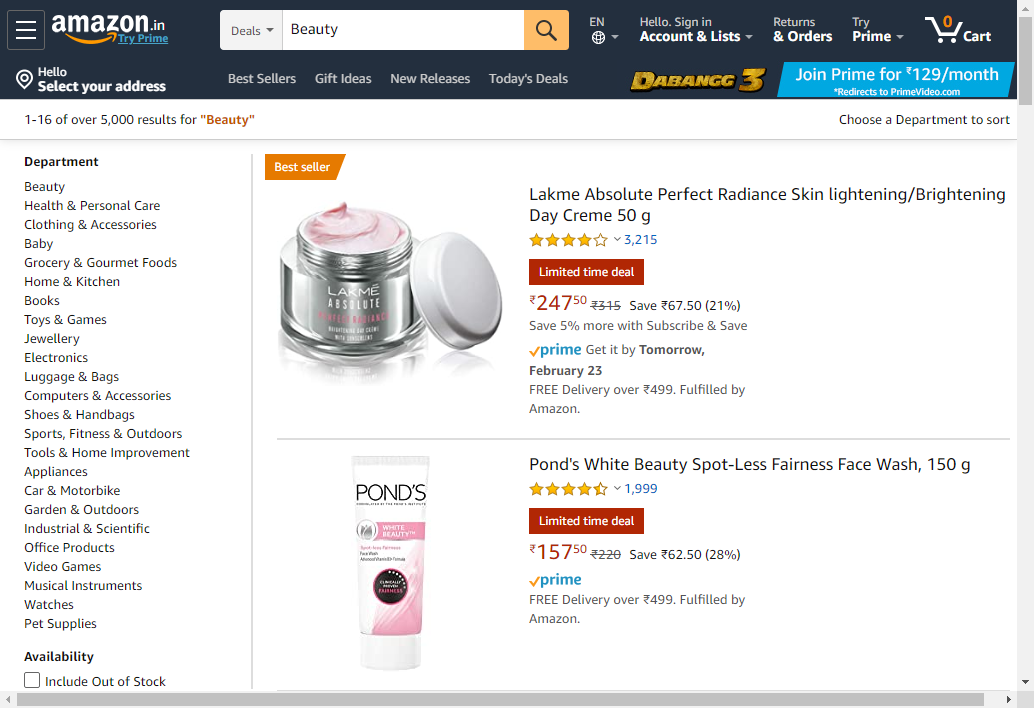 amazon.in
Try Prime
Deals
Beauty
EN
Hello. Sign in
Account & Lists
Returns
& Orders
Try
Prime
0
Cart
Hello
Select your address
Best Sellers
Gift Ideas
New Releases
Today's Deals
DABANGG 3
Join Prime for ₹129/month
*Redirects to PrimeVideo.com
1-16 of over 5,000 results for "Beauty"
Choose a Department to sort
Department
Beauty
Health & Personal Care
Clothing & Accessories
Baby
Grocery & Gourmet Foods
Home & Kitchen
Books
Toys & Games
Jewellery
Electronics
Luggage & Bags
Computers & Accessories
Shoes & Handbags
Sports, Fitness & Outdoors
Tools & Home Improvement
Appliances
Car & Motorbike
Garden & Outdoors
Industrial & Scientific
Office Products
Video Games
Musical Instruments
Watches
Pet Supplies
Availability
Include Out of Stock
Best seller
LAKMÉ
ABSOLUTE
PERFECT RADIANCE
BRIGHTENING DAY CRÈME
WITH SUNSCREEN
Lakme Absolute Perfect Radiance Skin lightening/Brightening
Day Creme 50 g
3,215
Limited time deal
₹24750 ₹315 Save ₹67.50 (21%)
Save 5% more with Subscribe & Save
prime Get it by Tomorrow,
February 23
FREE Delivery over ₹499. Fulfilled by
Amazon.
POND'S
WHITE
BEAUTY™
Spot-less Fairness
Face Wash
CLINICALLY
PROVEN
FAIRNESS
Pond's White Beauty Spot-Less Fairness Face Wash, 150 g
1,999
Limited time deal
₹15750 ₹220 Save ₹62.50 (28%)
prime
FREE Delivery over ₹499. Fulfilled by
Amazon.